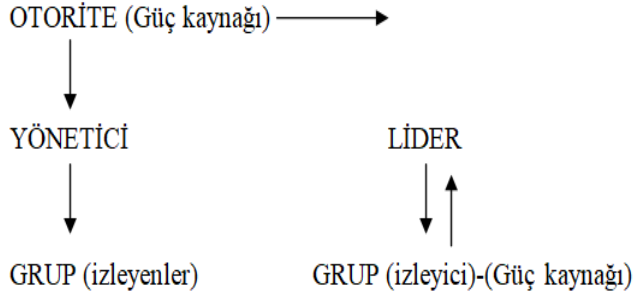 OTORİTE (Güç kaynağı)
YÖNETİCİ LİDER
GRUP (izleyenler) GRUP (izleyici)-(Güç kaynağı)